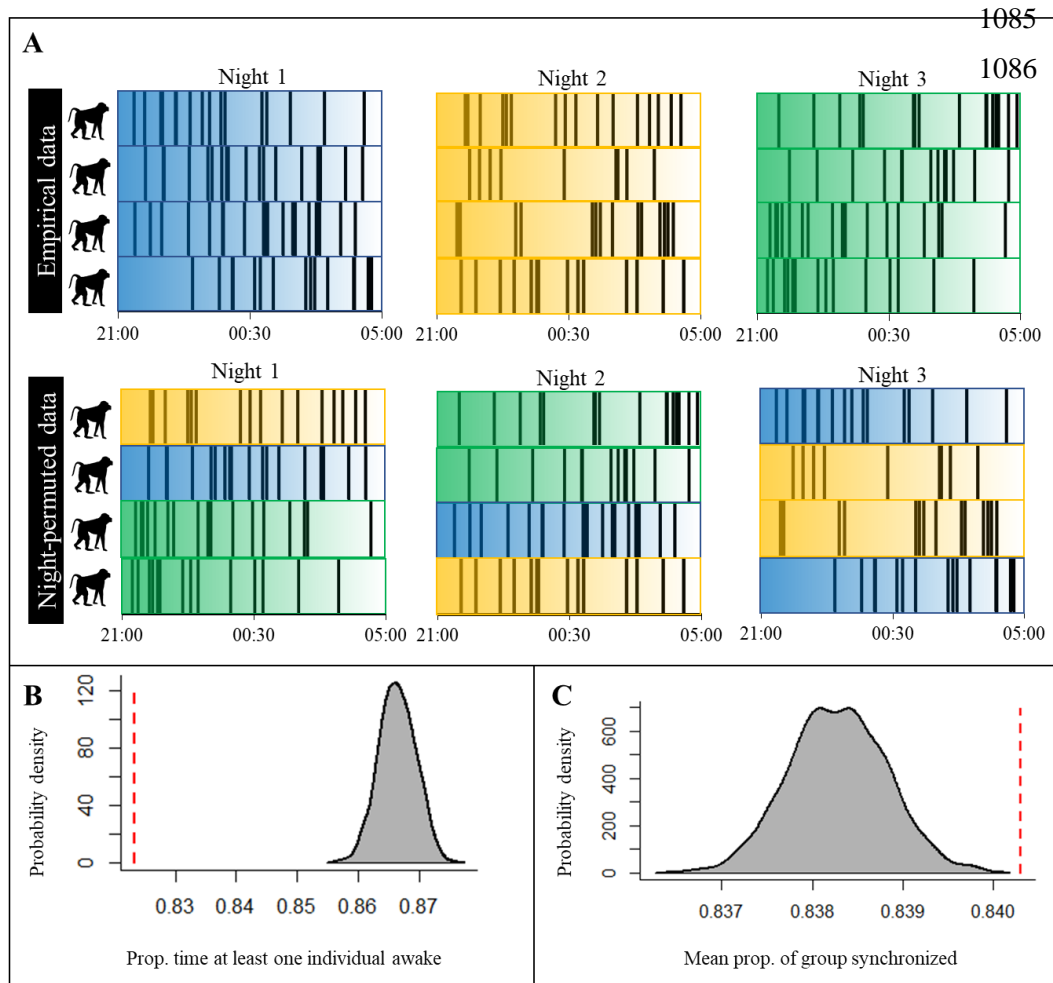 1085
A
1086
Night 1
Night 2
Night 3
Empirical data
21:00 00:30 05:00
21:00 00:30 05:00
21:00 00:30 05:00
Night 1
Night 2
Night 3
Night-permuted data
21:00 00:30 05:00
21:00 00:30 05:00
21:00 00:30 05:00
B
Probability density
120
80
40
0
0.83 0.84 0.85 0.86 0.87
Prop. time at least one individual awake
C
Probability density
600
400
200
0
0.837 0.838 0.839 0.840
Mean prop. of group synchronized